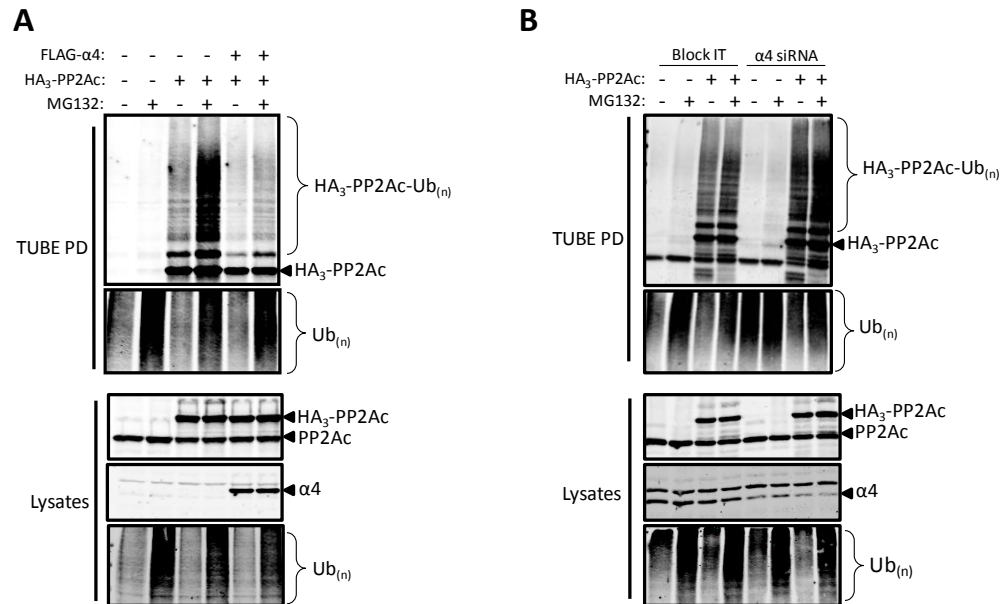 A
FLAG-α4: - - - - + +
HA3-PP2Ac: - - + + + +
MG132: - + - + - +
TUBE PD
HA3-PP2Ac-Ub(n)
HA3-PP2Ac
Ub(n)
Lysates
HA3-PP2Ac
PP2Ac
α4
Ub(n)
B
Block IT α4 siRNA
HA3-PP2Ac: - - + + - - + +
MG132: - + - + - + - +
TUBE PD
HA3-PP2Ac-Ub(n)
HA3-PP2Ac
Ub(n)
Lysates
HA3-PP2Ac
PP2Ac
α4
Ub(n)